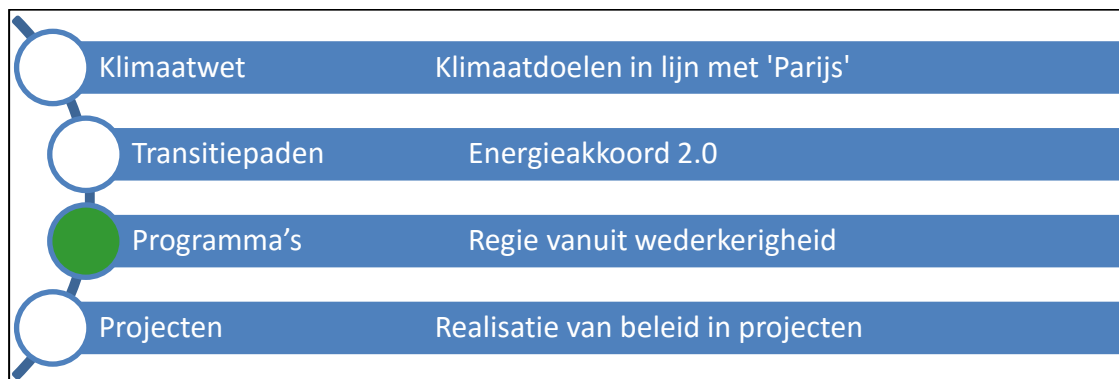 Klimaatwet Klimaatdoelen in lijn met 'Parijs'
Transitiepaden Energieakkoord 2.0
Programma’s Regie vanuit wederkerigheid
Projecten Realisatie van beleid in projecten